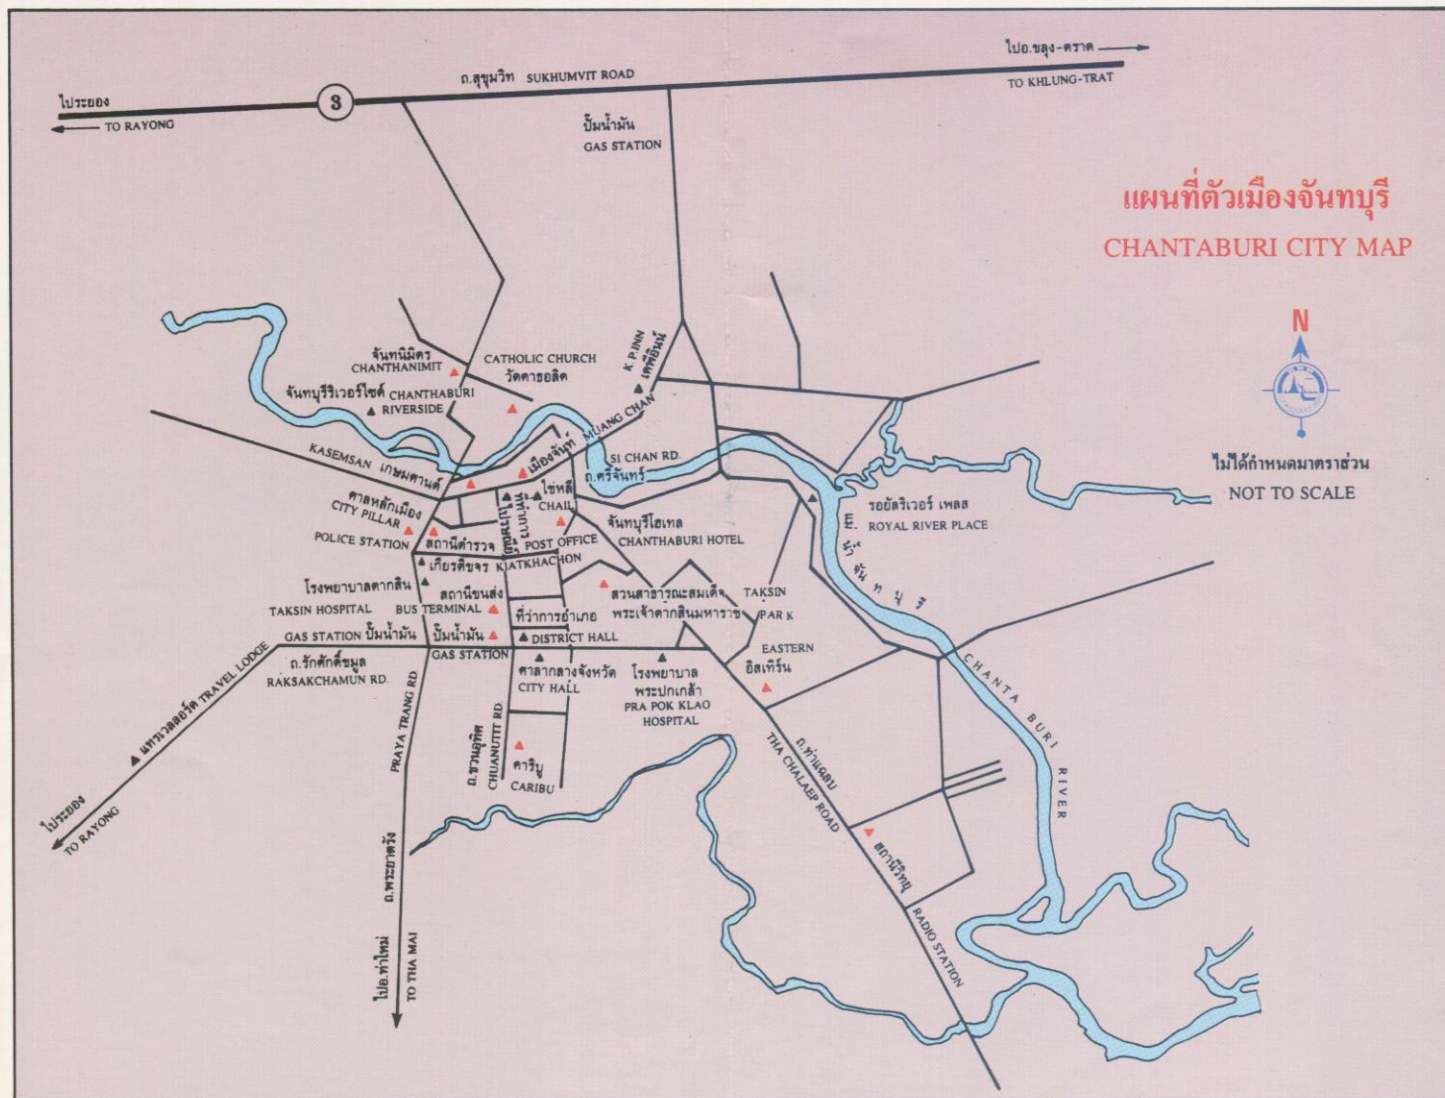 ไปอ.ขลุง-ตราด
TO KHLUNG-TRAT
ถ.สุขุมวิท SUKHUMVIT ROAD
3
ไประยอง
TO RAYONG
ปั๊มน้ำมัน
GAS STATION
แผนที่ตัวเมืองจันทบุรี
CHANTABURI CITY MAP
N
ไม่ได้กำหนดมาตราส่วน
NOT TO SCALE
จันทนิมิตร
CHANTHANIMIT
CATHOLIC CHURCH
วัดคาธอลิค
K P.INN
เคพีอินน์
จันทบุรีริเวอร์ไซด์ CHANTHABURI
RIVERSIDE
เมืองจันท์ MUANG CHAN
KASEMSAN เกษมศานต์
SI CHAN RD.
ถ.ศรีจันทร์
ศาลหลักเมือง
CITY PILLAR
ไชหลี
CHAIL
ที่ทำการ
ไปรษณีย์
POST OFFICE
จันทบุรีโฮเทล
CHANTHABURI HOTEL
รอยัลริเวอร์ เพลส
ROYAL RIVER PLACE
แม่น้ำจันทบุรี
POLICE STATION
สถานีตำรวจ
เกียรติขจร KIATKHACHON
โรงพยาบาลตากสิน
TAKSIN HOSPITAL
สถานีขนส่ง
BUS TERMINAL
สวนสาธารณะสมเด็จ
พระเจ้าตากสินมหาราช
TAKSIN
PARK
ที่ว่าการอำเภอ
DISTRICT HALL
GAS STATION ปั๊มน้ำมัน
ปั๊มน้ำมัน
GAS STATION
ถ.รักศักดิ์ชมูล
RAKSAKCHAMUN RD.
แทรเวลลอร์ด TRAVEL LODGE
ไประยอง
TO RAYONG
ศาลากลางจังหวัด
CITY HALL
โรงพยาบาล
พระปกเกล้า
PRA POK KLAO
HOSPITAL
EASTERN
อิสเทิร์น
CHANTA BURI RIVER
PRAYA TRANG RD.
ถ.พระยาตรัง
ถ.ชวนอุทิศ
CHUANUTIT RD.
คาริบู
CARIBU
ถ.ท่าแฉลบ
THA CHALAEP ROAD
สถานีวิทยุ
RADIO STATION
ไปอ.ท่าใหม่
TO THA MAI